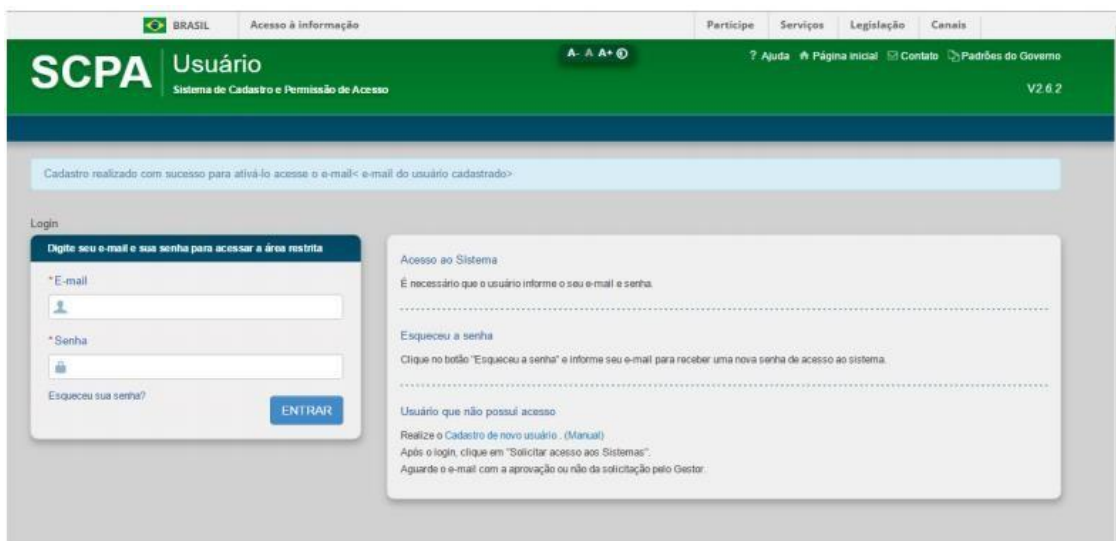 BRASIL Acesso à informação Participe Serviços Legislação Canais
A- A A+
? Ajuda Página inicial Contato Padrões do Governo
SCPA Usuário
Sistema de Cadastro e Permissão de Acesso
V2.6.2
Cadastro realizado com sucesso para ativá-lo acesse o e-mail< e-mail do usuário cadastrado>
Login
Digite seu e-mail e sua senha para acessar a área restrita
*E-mail
*Senha
Esqueceu sua senha?
ENTRAR
Acesso ao Sistema
É necessário que o usuário informe o seu e-mail e senha.
Esqueceu a senha
Clique no botão "Esqueceu a senha" e informe seu e-mail para receber uma nova senha de acesso ao sistema.
Usuário que não possui acesso
Realize o Cadastro de novo usuário . (Manual)
Após o login, clique em "Solicitar acesso aos Sistemas".
Aguarde o e-mail com a aprovação ou não da solicitação pelo Gestor.